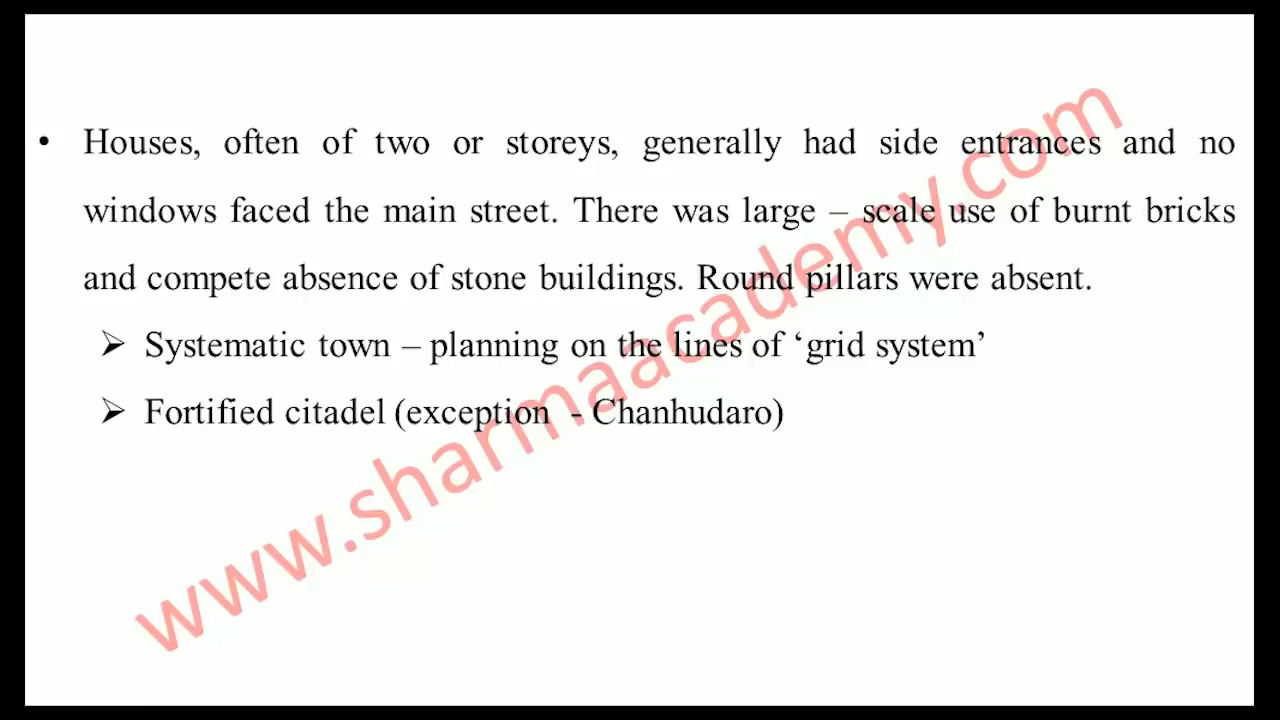 • Houses, often of two or storeys, generally had side entrances and no
windows faced the main street. There was large – scale use of burnt bricks
and compete absence of stone buildings. Round pillars were absent.
➢ Systematic town – planning on the lines of ‘grid system’
➢ Fortified citadel (exception - Chanhudaro)
www.sharmaacademy.com